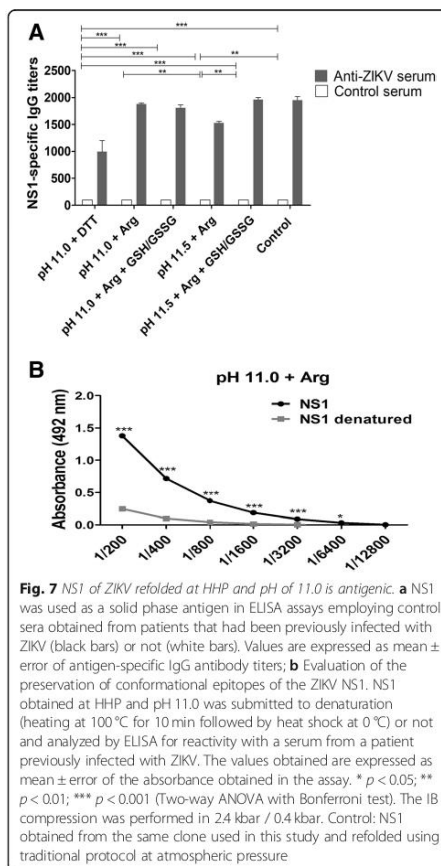 A
***
***
***
***
**
***
**
**
NS1-specific IgG titers
2500
2000
1500
1000
500
0
Anti-ZIKV serum
Control serum
pH 11.0 + DTT
pH 11.0 + Arg
pH 11.0 + Arg + GSH/GSSG
pH 11.5 + Arg
pH 11.5 + Arg + GSH/GSSG
Control
B
pH 11.0 + Arg
Absorbance (492 nm)
2.0
1.5
1.0
0.5
0.0
NS1
NS1 denatured
***
***
***
***
***
*
1/200
1/400
1/800
1/1600
1/3200
1/6400
1/12800
Fig. 7 NS1 of ZIKV refolded at HHP and pH of 11.0 is antigenic. a NS1
was used as a solid phase antigen in ELISA assays employing control
sera obtained from patients that had been previously infected with
ZIKV (black bars) or not (white bars). Values are expressed as mean ±
error of antigen-specific IgG antibody titers; b Evaluation of the
preservation of conformational epitopes of the ZIKV NS1. NS1
obtained at HHP and pH 11.0 was submitted to denaturation
(heating at 100 °C for 10 min followed by heat shock at 0 °C) or not
and analyzed by ELISA for reactivity with a serum from a patient
previously infected with ZIKV. The values obtained are expressed as
mean ± error of the absorbance obtained in the assay. * p < 0.05; **
p < 0.01; *** p < 0.001 (Two-way ANOVA with Bonferroni test). The IB
compression was performed in 2.4 kbar / 0.4 kbar. Control: NS1
obtained from the same clone used in this study and refolded using
traditional protocol at atmospheric pressure